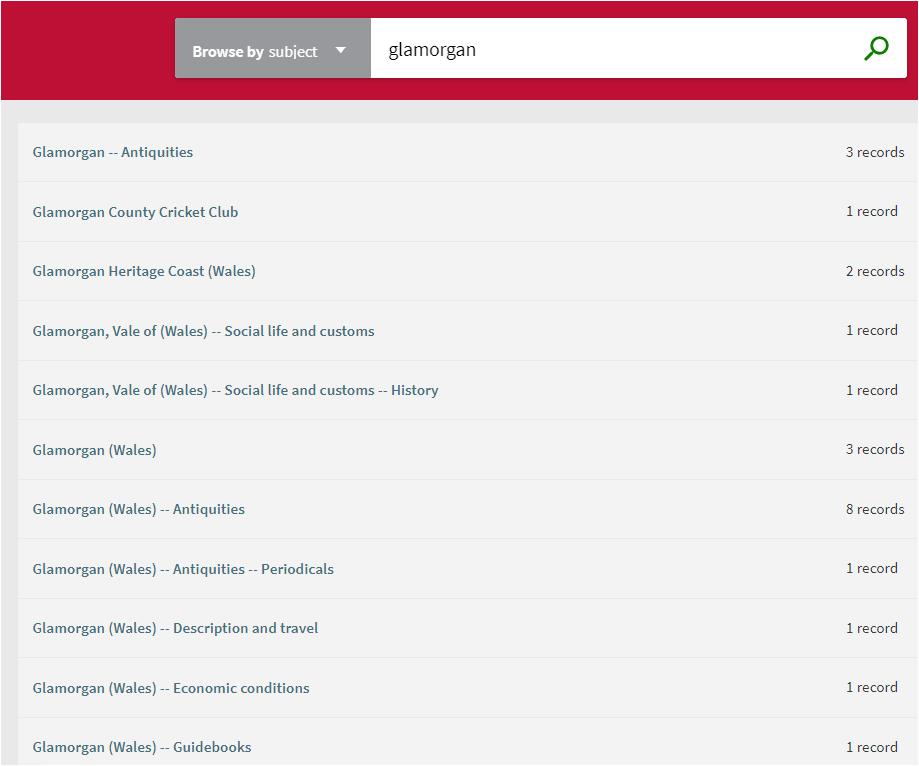 Browse by subject glamorgan
Glamorgan -- Antiquities 3 records
Glamorgan County Cricket Club 1 record
Glamorgan Heritage Coast (Wales) 2 records
Glamorgan, Vale of (Wales) -- Social life and customs 1 record
Glamorgan, Vale of (Wales) -- Social life and customs -- History 1 record
Glamorgan (Wales) 3 records
Glamorgan (Wales) -- Antiquities 8 records
Glamorgan (Wales) -- Antiquities -- Periodicals 1 record
Glamorgan (Wales) -- Description and travel 1 record
Glamorgan (Wales) -- Economic conditions 1 record
Glamorgan (Wales) -- Guidebooks 1 record